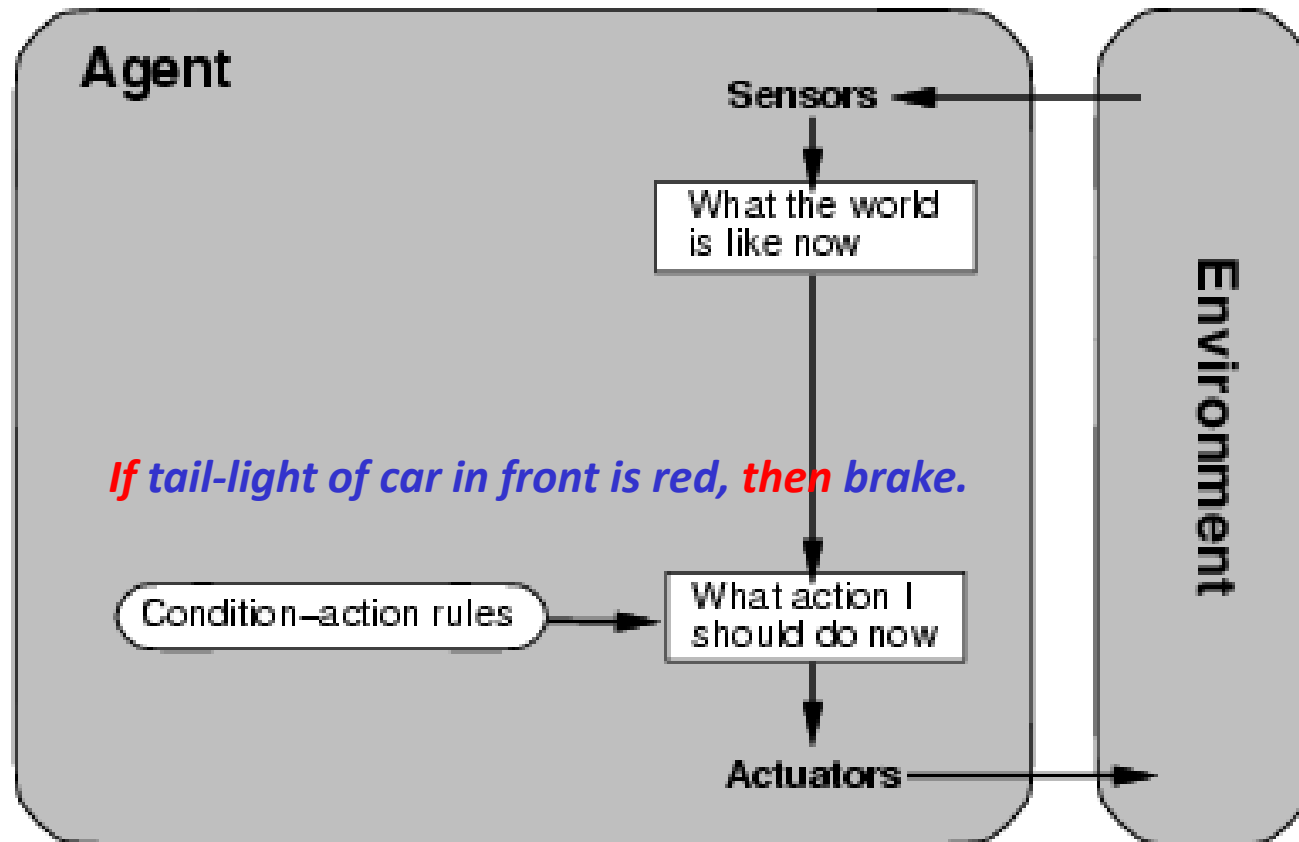 Agent
Sensors
What the world
is like now
Environment
If tail-light of car in front is red, then brake.
Condition–action rules
What action I
should do now
Actuators